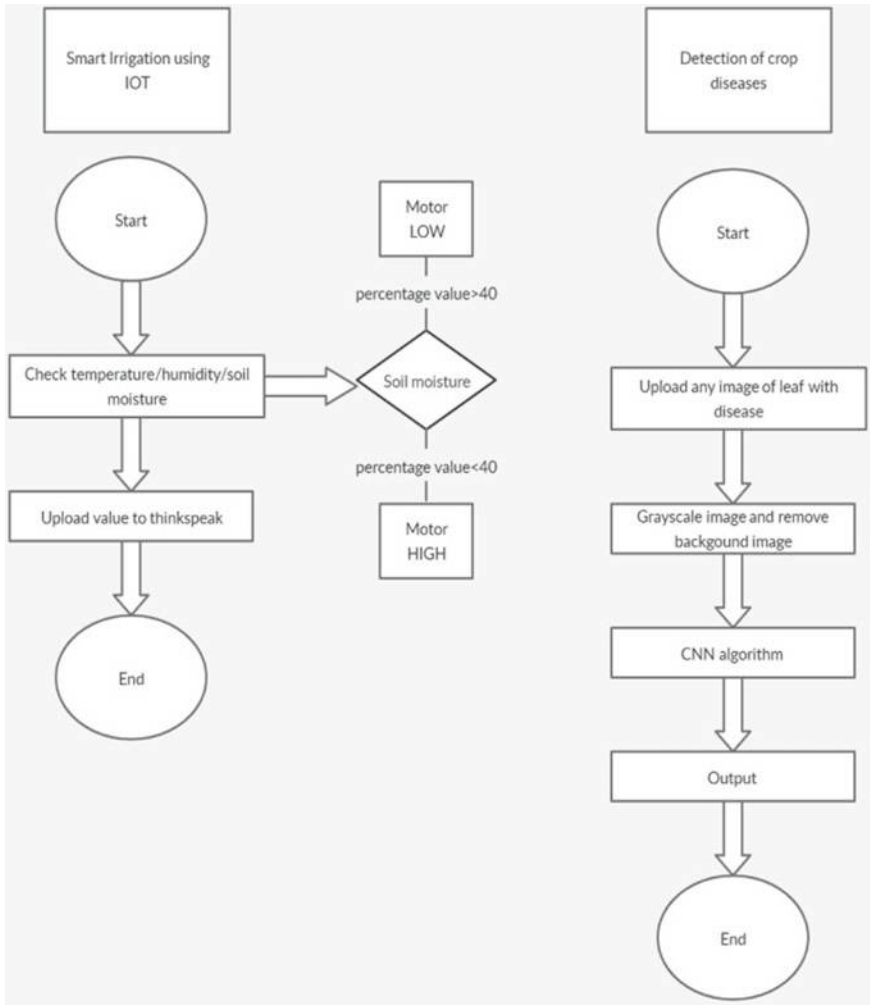 Smart Irrigation using
IOT
Start
Check temperature/humidity/soil
moisture
Upload value to thinkspeak
End
Motor
LOW
percentage value>40
Soil moisture
percentage value<40
Motor
HIGH
Detection of crop
diseases
Start
Upload any image of leaf with
disease
Grayscale image and remove
backgound image
CNN algorithm
Output
End